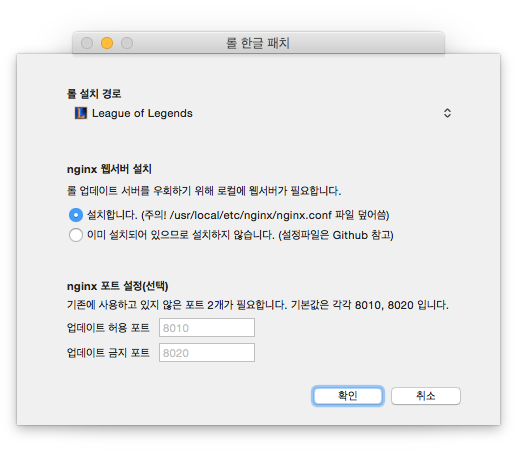 롤 한글 패치
롤 설치 경로
League of Legends
nginx 웹서버 설치
롤 업데이트 서버를 우회하기 위해 로컬에 웹서버가 필요합니다.
설치합니다. (주의! /usr/local/etc/nginx/nginx.conf 파일 덮어씀)
이미 설치되어 있으므로 설치하지 않습니다. (설정파일은 Github 참고)
nginx 포트 설정(선택)
기존에 사용하고 있지 않은 포트 2개가 필요합니다. 기본값은 각각 8010, 8020 입니다.
업데이트 허용 포트 8010
업데이트 금지 포트 8020
확인 취소